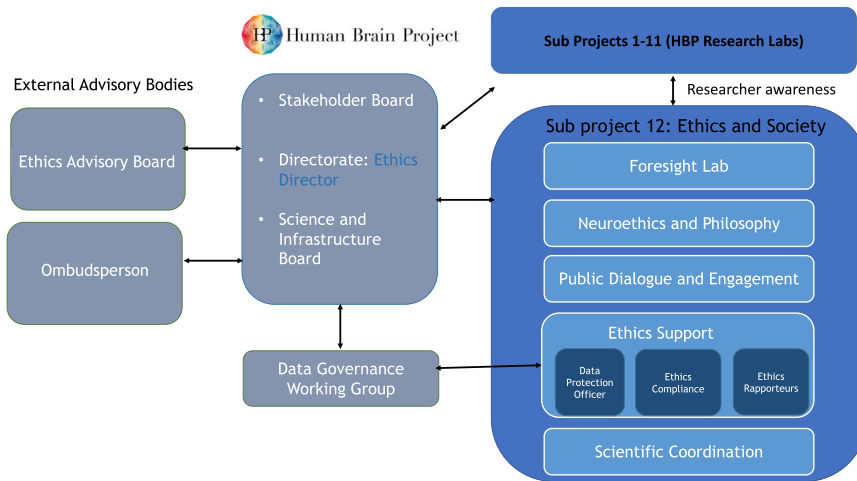 HP Human Brain Project
Sub Projects 1-11 (HBP Research Labs)
External Advisory Bodies
Researcher awareness
Ethics Advisory Board
Ombudsperson
• Stakeholder Board
• Directorate: Ethics
Director
• Science and
Infrastructure
Board
Data Governance
Working Group
Sub project 12: Ethics and Society
Foresight Lab
Neuroethics and Philosophy
Public Dialogue and Engagement
Ethics Support
Data
Protection
Officer
Ethics
Compliance
Ethics
Rapporteurs
Scientific Coordination